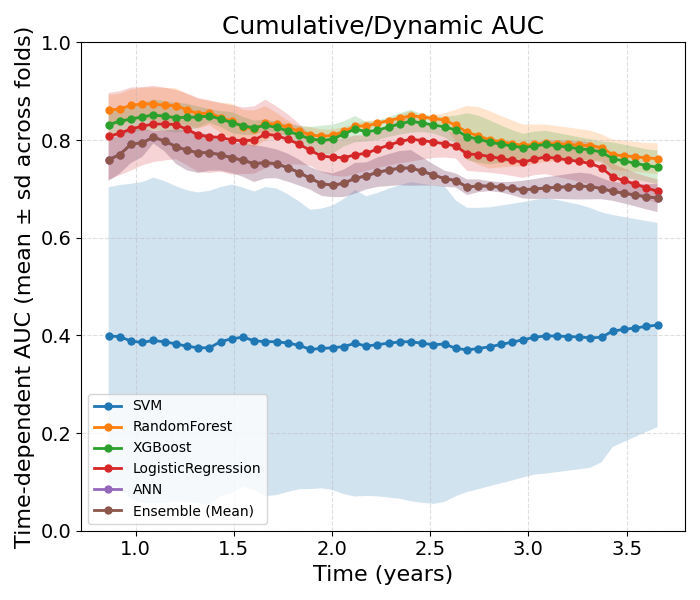 Cumulative/Dynamic AUC
Time-dependent AUC (mean ± sd across folds)
1.0
0.8
0.6
0.4
0.2
0.0
SVM
RandomForest
XGBoost
LogisticRegression
ANN
Ensemble (Mean)
1.0 1.5 2.0 2.5 3.0 3.5
Time (years)